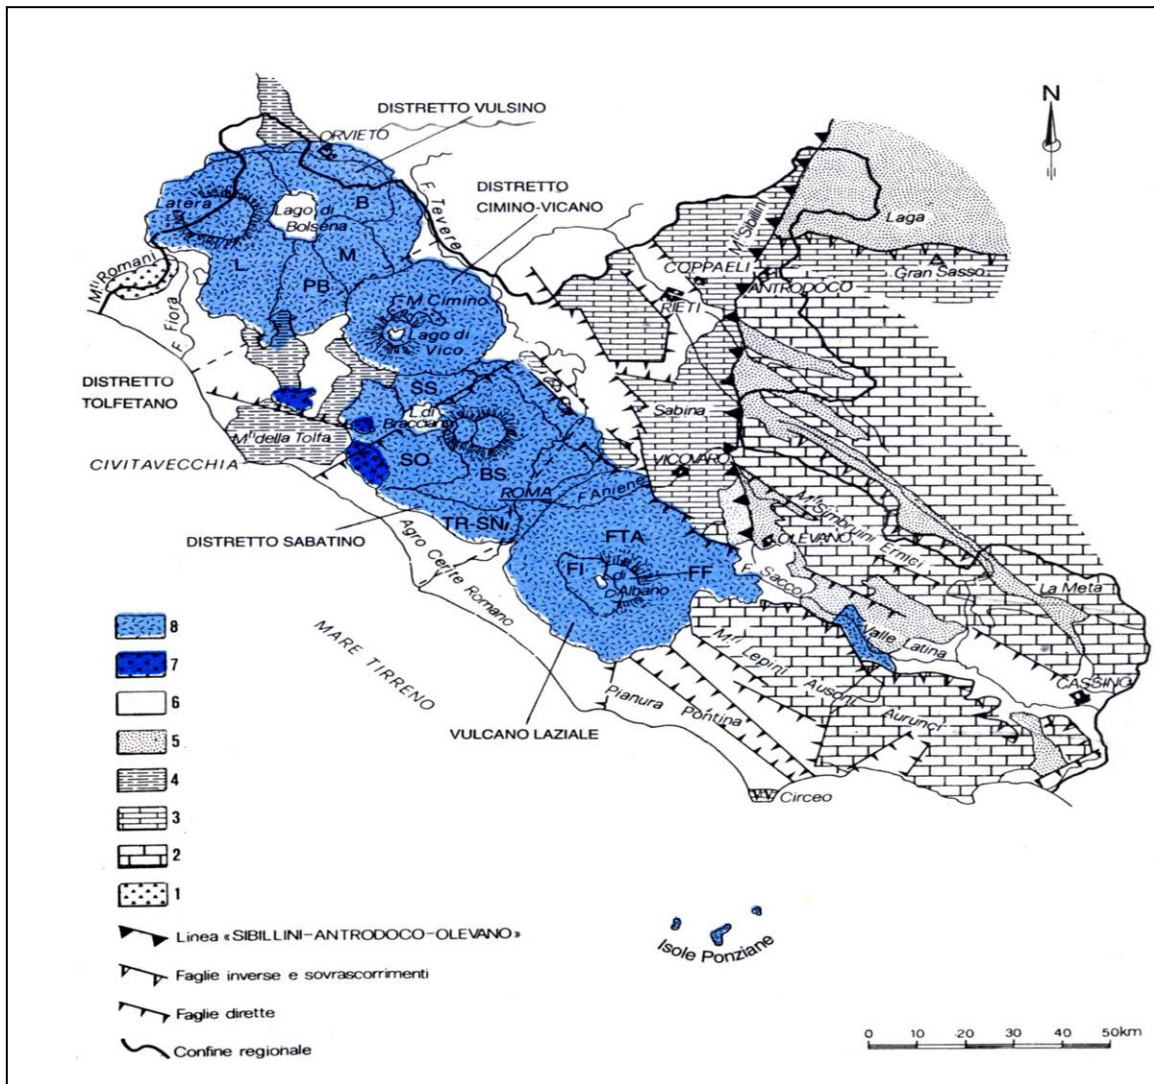 DISTRETTO VULSINO
ORVIETO
N
DISTRETTO
CIMINO-VICANO
F. Tevere
Latera
Lago di
Bolsena
B
M
L
PB
Mti Romani
F. Fiora
M. Cimino
Lago di
Vico
Mti Sibillini
Laga
Gran Sasso
COPPAELI
ANTRODOCO
RIETI
DISTRETTO
TOLFETANO
SS
L. di
Bracciano
Sabina
Mti della Tolfa
CIVITAVECCHIA
SO
BS
VICOVARO
ROMA
F. Aniene
TR-SN
DISTRETTO SABATINO
Mti Simbruini Ernici
OLEVANO
FTA
FI
FF
L. di
Albano
F. Sacco
La Meta
Agro Cerite Romano
Valle Latina
MARE TIRRENO
Mti Lepini
Ausoni
Aurunci
CASSINO
Pianura Pontina
VULCANO LAZIALE
Circeo
8
7
6
5
4
3
2
1
Linea «SIBILLINI-ANTRODOCO-OLEVANO»
Faglie inverse e sovrascorrimenti
Faglie dirette
Confine regionale
Isole Ponziane
0 10 20 30 40 50km